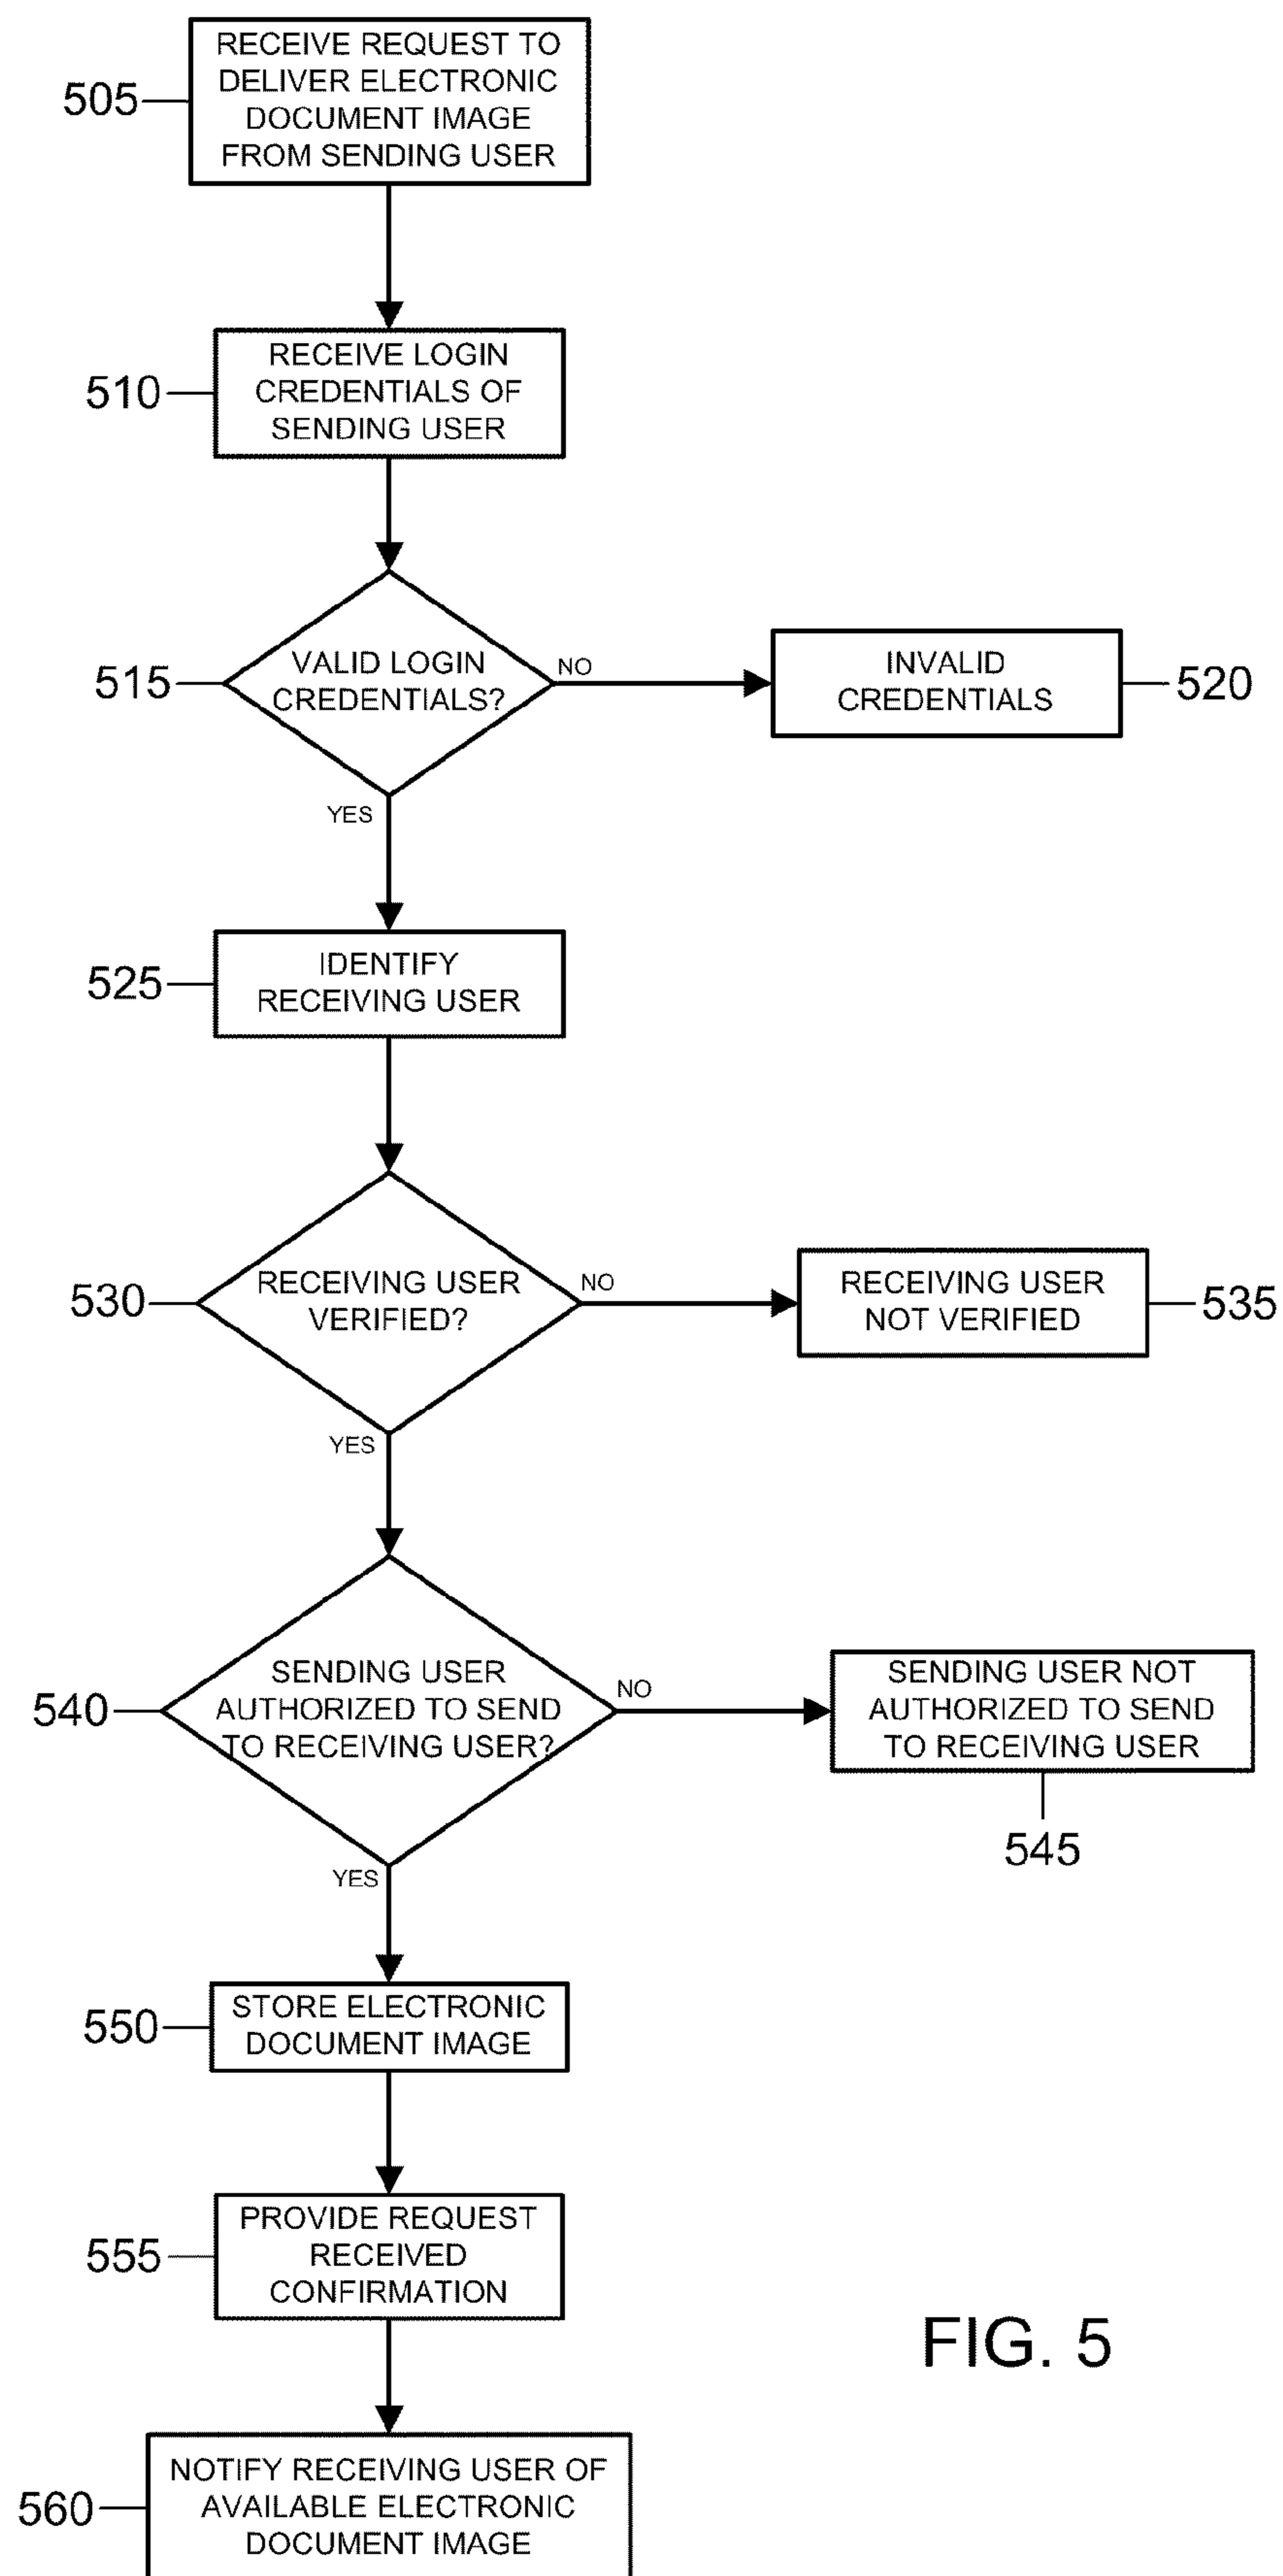 RECEIVE REQUEST TO
DELIVER ELECTRONIC
DOCUMENT IMAGE
FROM SENDING USER
505
RECEIVE LOGIN
CREDENTIALS OF
SENDING USER
510
VALID LOGIN
CREDENTIALS?
515
NO
INVALID
CREDENTIALS
520
YES
IDENTIFY
RECEIVING USER
525
RECEIVING USER
VERIFIED?
530
NO
RECEIVING USER
NOT VERIFIED
535
YES
SENDING USER
AUTHORIZED TO SEND
TO RECEIVING USER?
540
NO
SENDING USER NOT
AUTHORIZED TO SEND
TO RECEIVING USER
545
YES
STORE ELECTRONIC
DOCUMENT IMAGE
550
PROVIDE REQUEST
RECEIVED
CONFIRMATION
555
FIG. 5
NOTIFY RECEIVING USER OF
AVAILABLE ELECTRONIC
DOCUMENT IMAGE
560